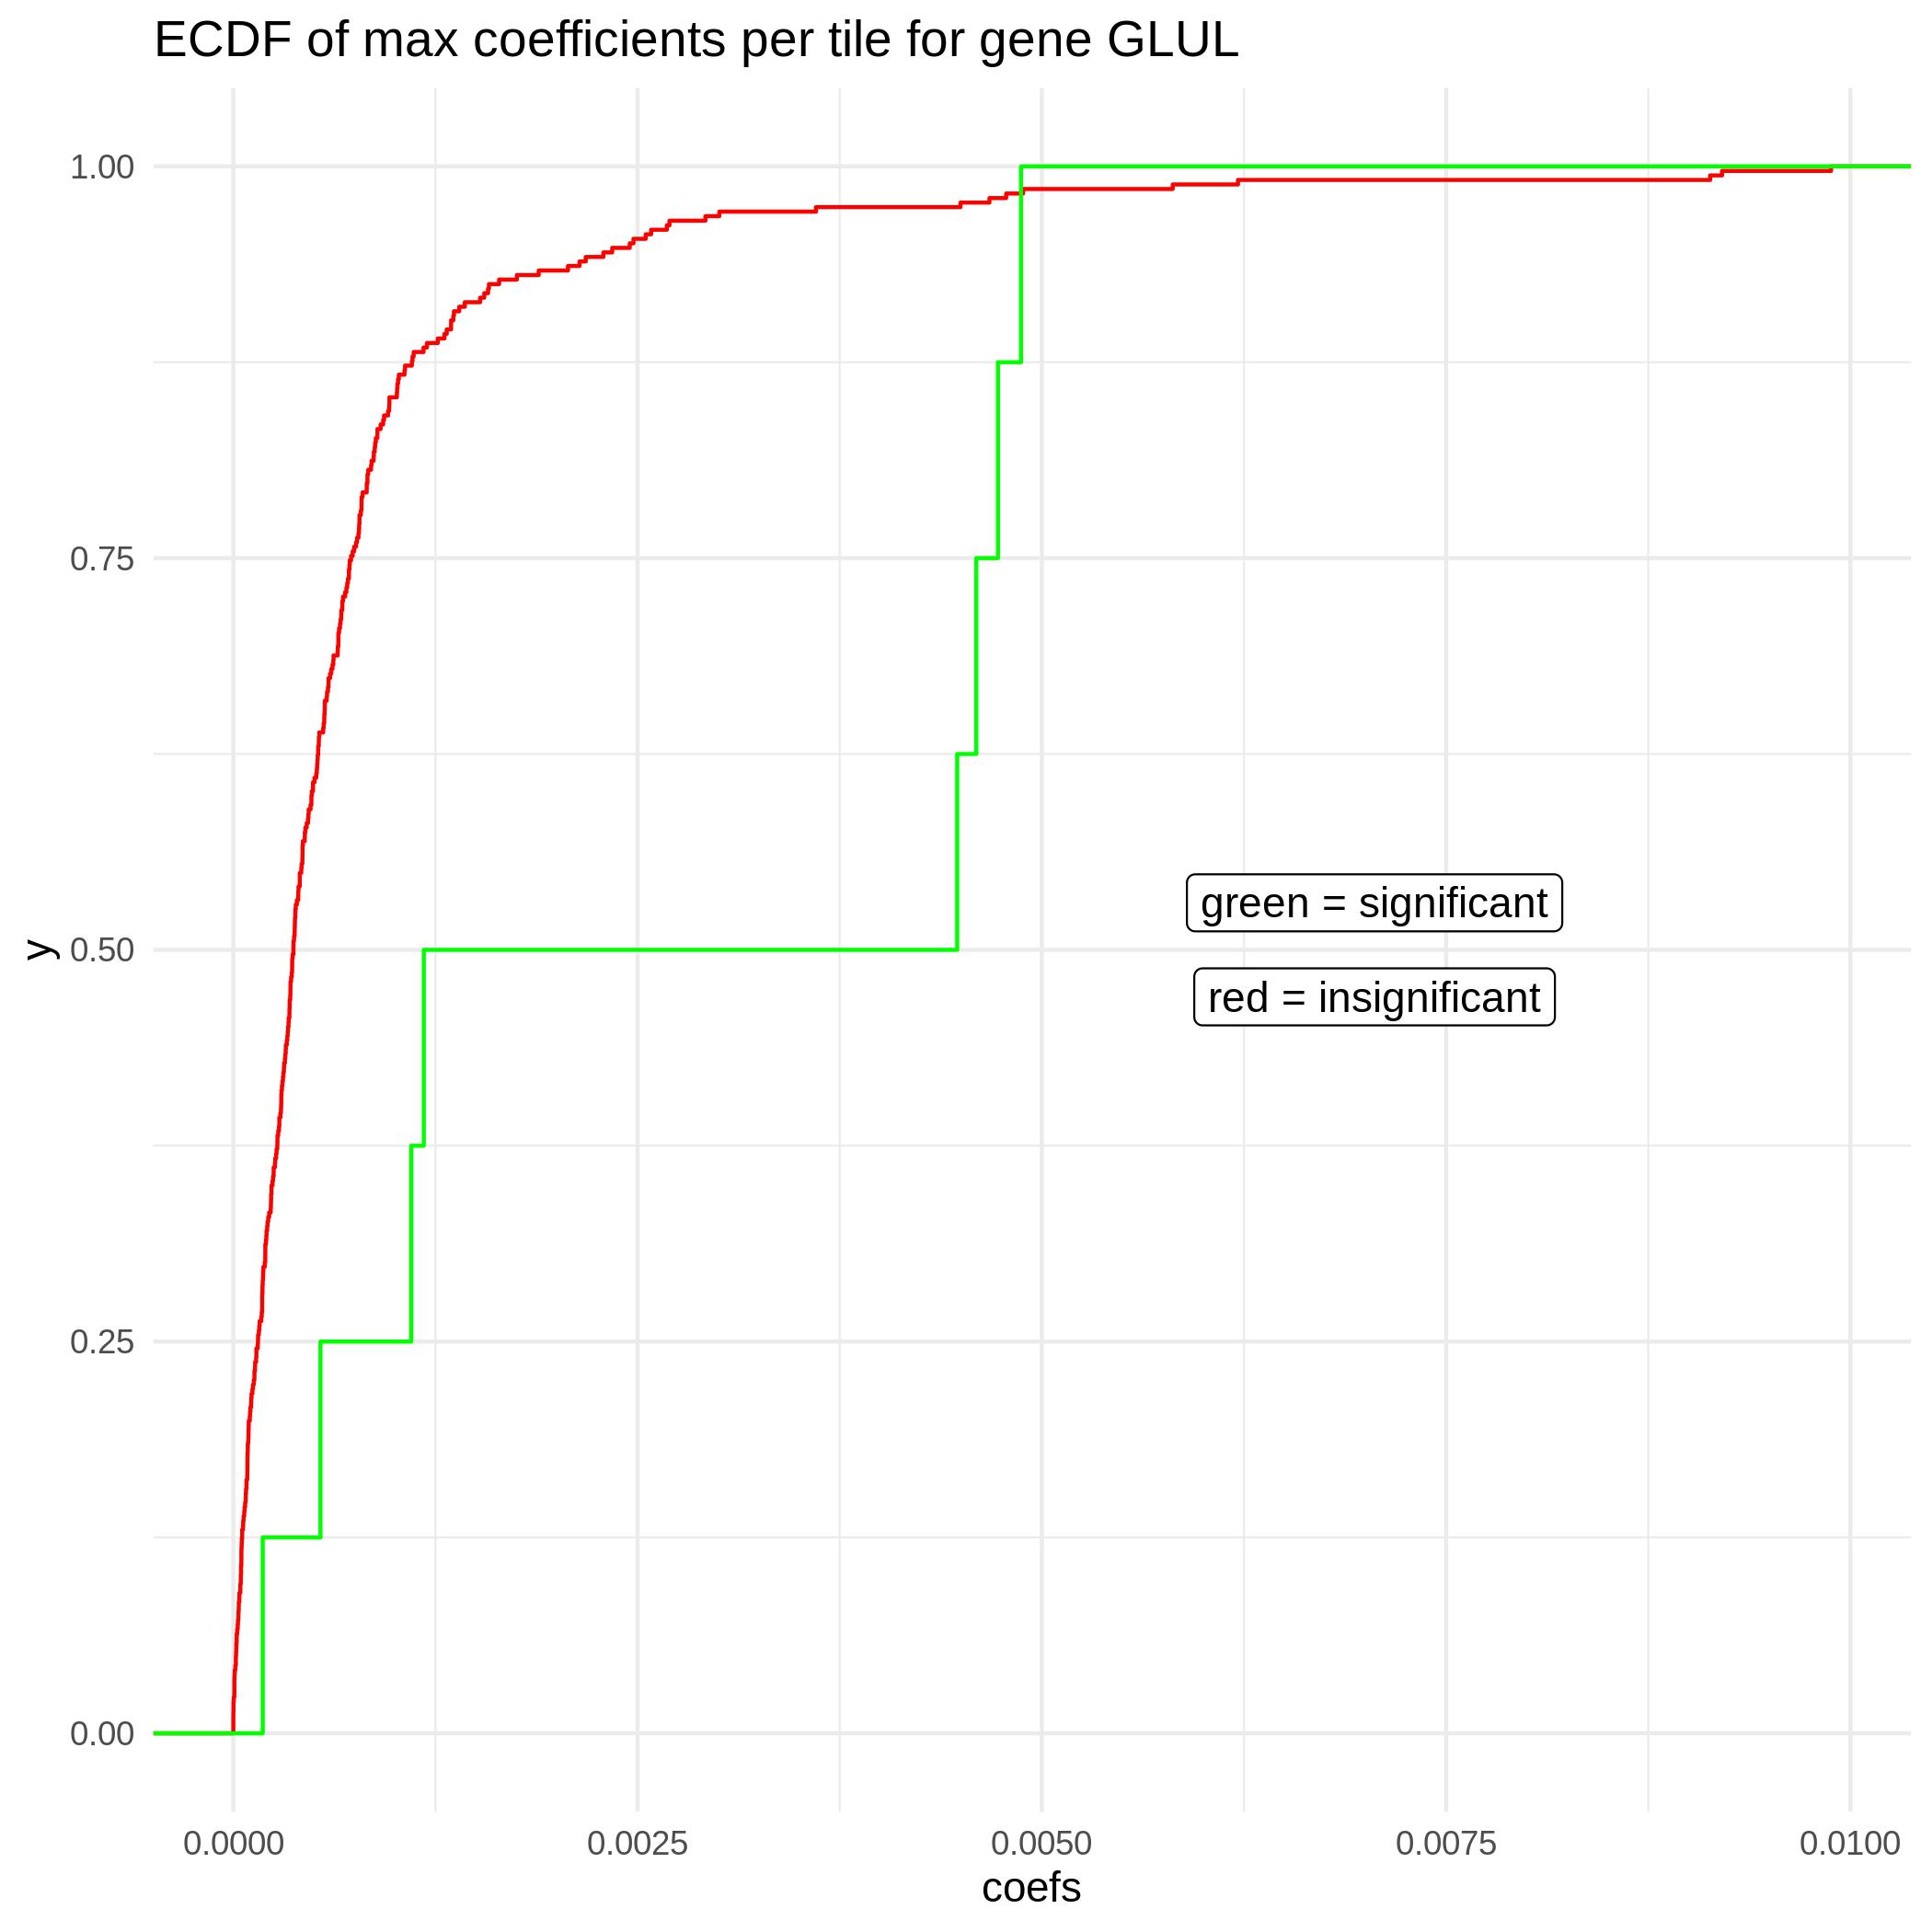 ECDF of max coefficients per tile for gene GLUL
1.00
0.75
0.50
0.25
0.00
y
green = significant
red = insignificant
0.0000 0.0025 0.0050 0.0075 0.0100
coefs